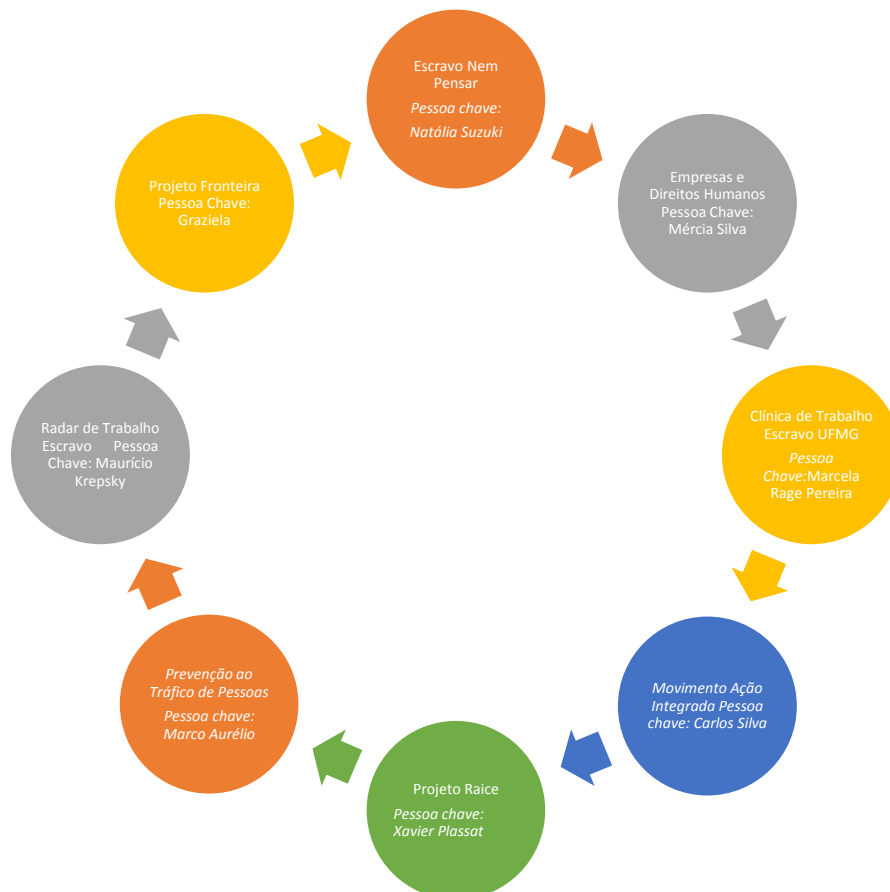 Escravo Nem
Pensar
Pessoa chave:
Natália Suzuki
Empresas e
Direitos Humanos
Pessoa Chave:
Mércia Silva
Clínica de Trabalho
Escravo UFMG
Pessoa
Chave:Marcela
Rage Pereira
Movimento Ação
Integrada Pessoa
chave: Carlos Silva
Projeto Raice
Pessoa chave:
Xavier Plassat
Prevenção ao
Tráfico de Pessoas
Pessoa chave:
Marco Aurélio
Radar de Trabalho
Escravo Pessoa
Chave: Maurício
Krepsky
Projeto Fronteira
Pessoa Chave:
Graziela